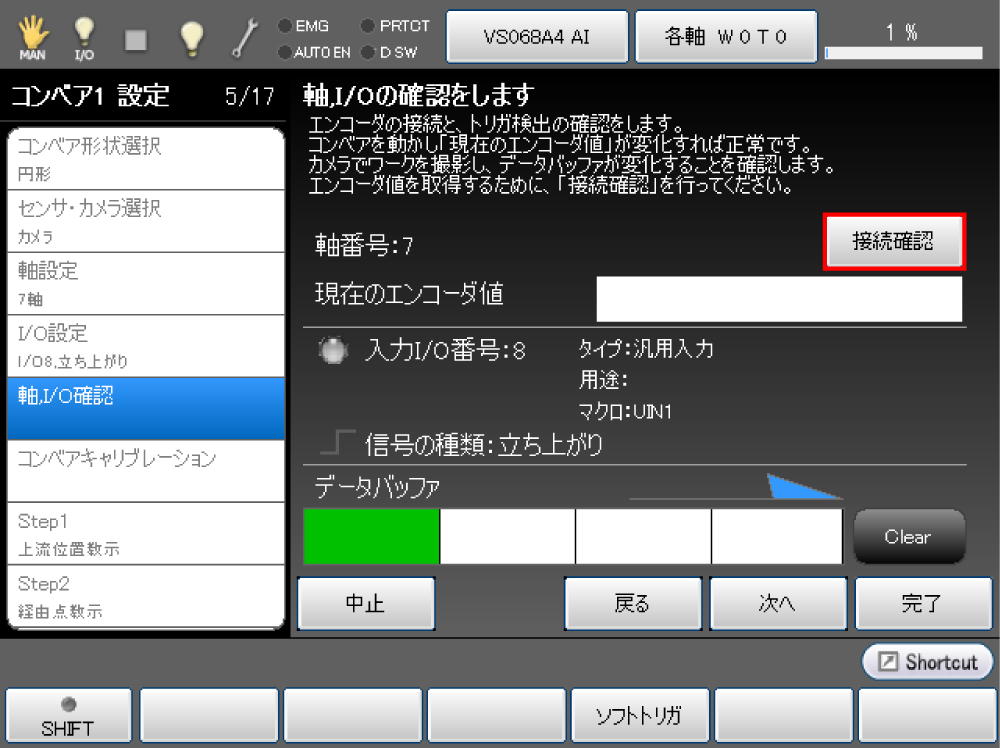 MAN
I/O
EMG
PRTCT
AUTO EN
D SW
VS068A4 AI
各軸 W0T0
1 %
コンベア1 設定 5/17
コンベア形状選択
円形
センサ・カメラ選択
カメラ
軸設定
7軸
I/O設定
I/O8,立ち上がり
軸,I/O確認
コンベアキャリブレーション
Step1
上流位置教示
Step2
経由点教示
軸,I/Oの確認をします
エンコーダの接続と、トリガ検出の確認をします。
コンベアを動かし「現在のエンコーダ値」が変化すれば正常です。
カメラでワークを撮影し、データバッファが変化することを確認します。
エンコーダ値を取得するために、「接続確認」を行ってください。
軸番号:7
接続確認
現在のエンコーダ値
入力I/O番号:8
タイプ:汎用入力
用途:
マクロ:UIN1
信号の種類:立ち上がり
データバッファ
Clear
中止
戻る
次へ
完了
Shortcut
SHIFT
ソフトトリガ